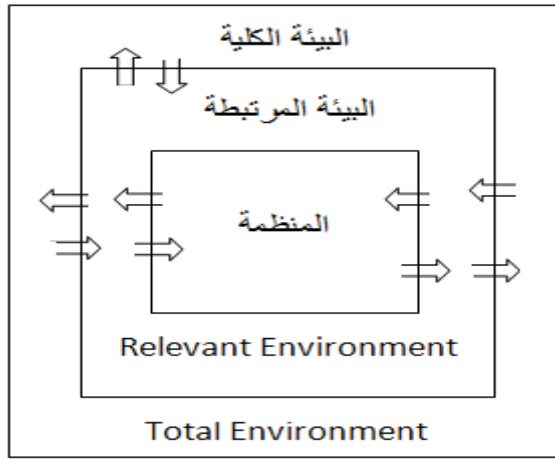 البيئة الكلية
البيئة المرتبطة
المنظمة
Relevant Environment
Total Environment